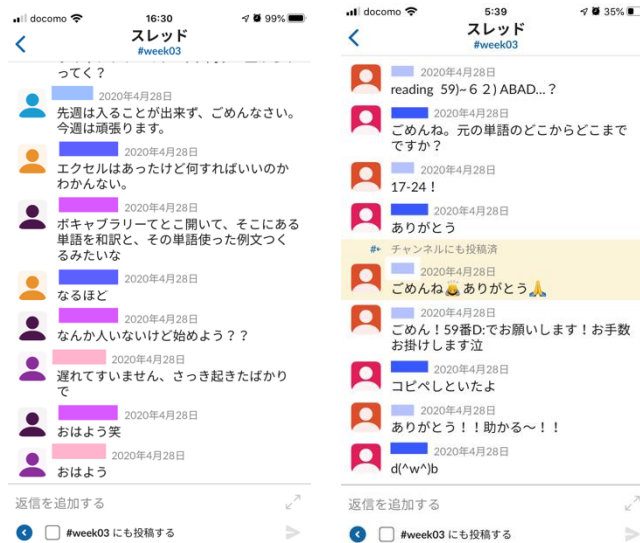 docomo
16:30
99%
スレッド
#week03
ってく？
2020年4月28日
先週は入ることが出来ず、ごめんなさい。
今週は頑張ります。
2020年4月28日
エクセルはあったけど何すればいいのか
わかんない。
2020年4月28日
ボキャブラリーてとこ開いて、そこにある
単語を和訳と、その単語使った例文つく
るみたいな
2020年4月28日
なるほど
2020年4月28日
なんか人いないけど始めよう？？
2020年4月28日
遅れてすいません、さっき起きたばかり
で
2020年4月28日
おはよう笑
2020年4月28日
おはよう
返信を追加する
#week03 にも投稿する
docomo
5:39
35%
スレッド
#week03
2020年4月28日
reading 59)~６２) ABAD...？
2020年4月28日
ごめんね。元の単語のどこからどこまで
ですか？
2020年4月28日
17-24！
2020年4月28日
ありがとう
チャンネルにも投稿済
2020年4月28日
ごめんね🙇ありがとう🙏
2020年4月28日
ごめん！59番D:でお願いします！お手数
お掛けします泣
2020年4月28日
コピペしといたよ
2020年4月28日
ありがとう！！助かる〜！！
2020年4月28日
d(^w^)b
返信を追加する
#week03 にも投稿する